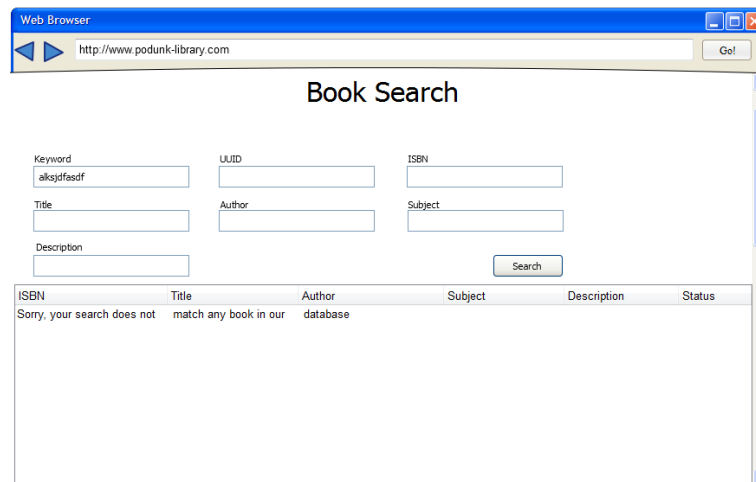 Web Browser
http://www.podunk-library.com Go!
Book Search
Keyword UUID ISBN
alksjdfasdf
Title Author Subject
Description
Search
ISBN Title Author Subject Description Status
Sorry, your search does not match any book in our database